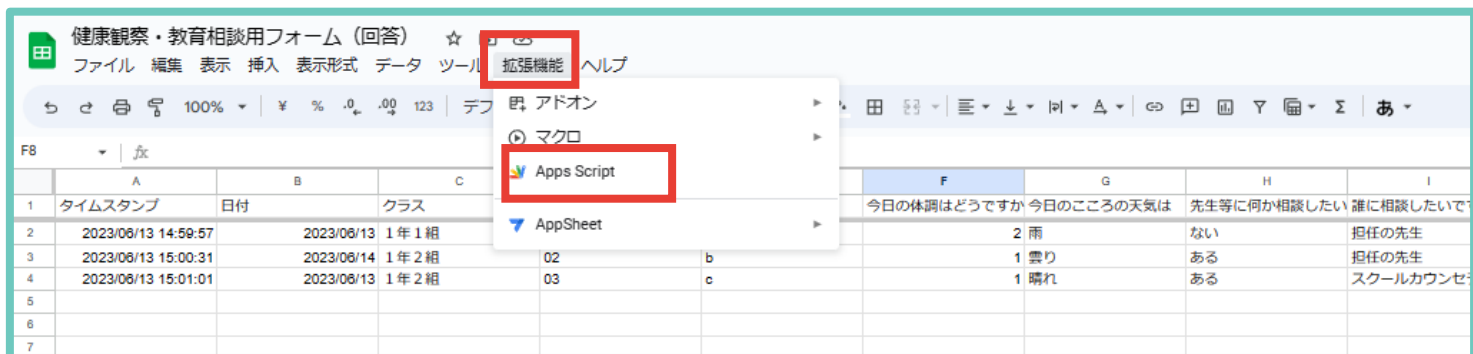 健康観察・教育相談用フォーム（回答）
ファイル 編集 表示 挿入 表示形式 データ ツール 拡張機能 ヘルプ
100% ¥ % .0 .00 123 デフ あ
アドオン
マクロ
Apps Script
AppSheet
F8 fx
A B C F G H I
1 タイムスタンプ 日付 クラス 今日の体調はどうですか 今日のこころの天気は 先生等に何か相談したい 誰に相談したいで
2 2023/06/13 14:59:57 2023/06/13 １年１組 2 雨 ない 担任の先生
3 2023/06/13 15:00:31 2023/06/14 １年２組 02 b 1 雲り ある 担任の先生
4 2023/06/13 15:01:01 2023/06/13 １年２組 03 c 1 晴れ ある スクールカウンセ
5
6
7